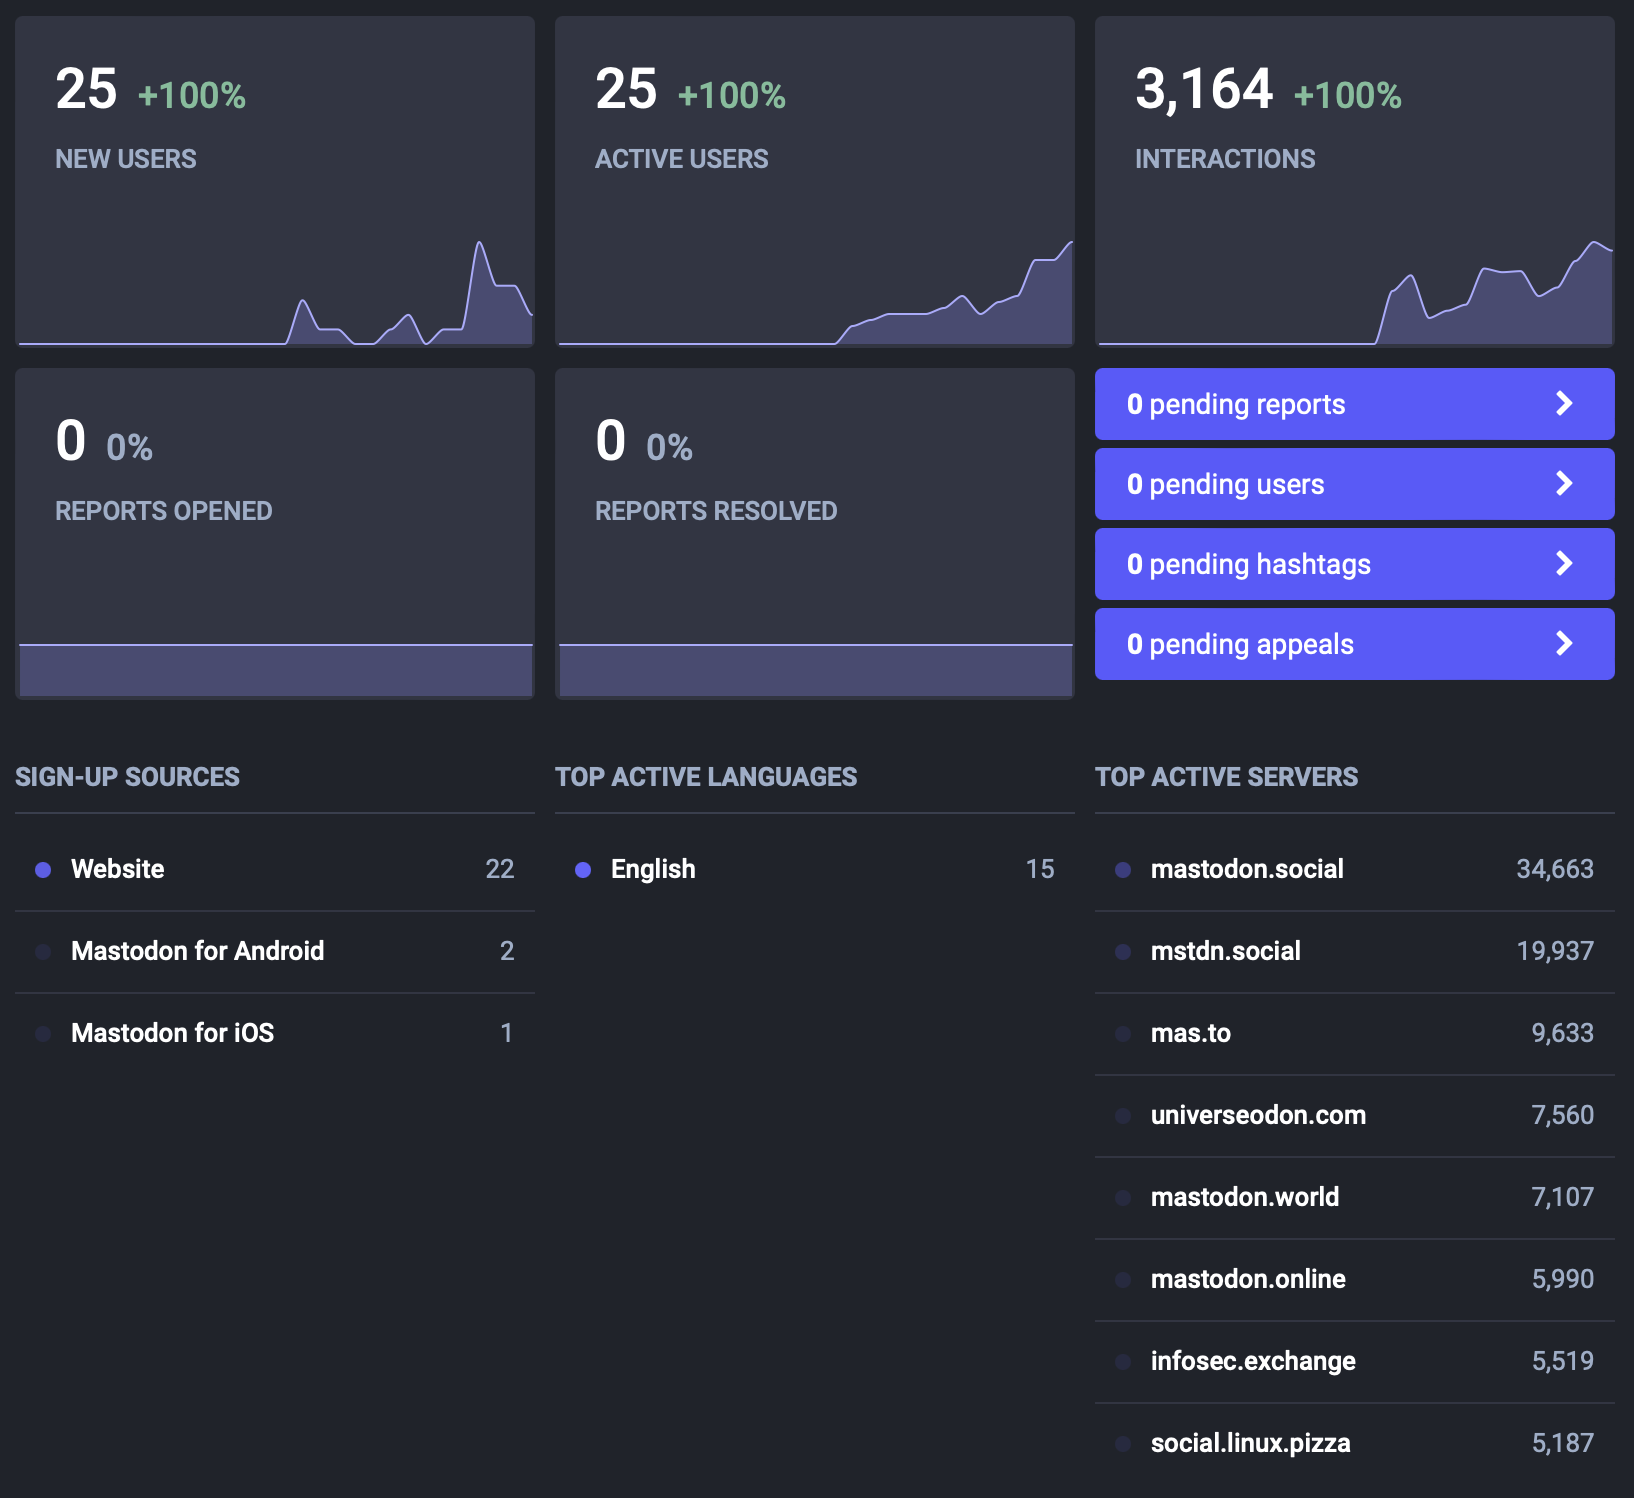 25 +100%
NEW USERS
25 +100%
ACTIVE USERS
3,164 +100%
INTERACTIONS
0 0%
REPORTS OPENED
0 0%
REPORTS RESOLVED
0 pending reports
0 pending users
0 pending hashtags
0 pending appeals
SIGN-UP SOURCES
Website 22
Mastodon for Android 2
Mastodon for iOS 1
TOP ACTIVE LANGUAGES
English 15
TOP ACTIVE SERVERS
mastodon.social 34,663
mstdn.social 19,937
mas.to 9,633
universeodon.com 7,560
mastodon.world 7,107
mastodon.online 5,990
infosec.exchange 5,519
social.linux.pizza 5,187